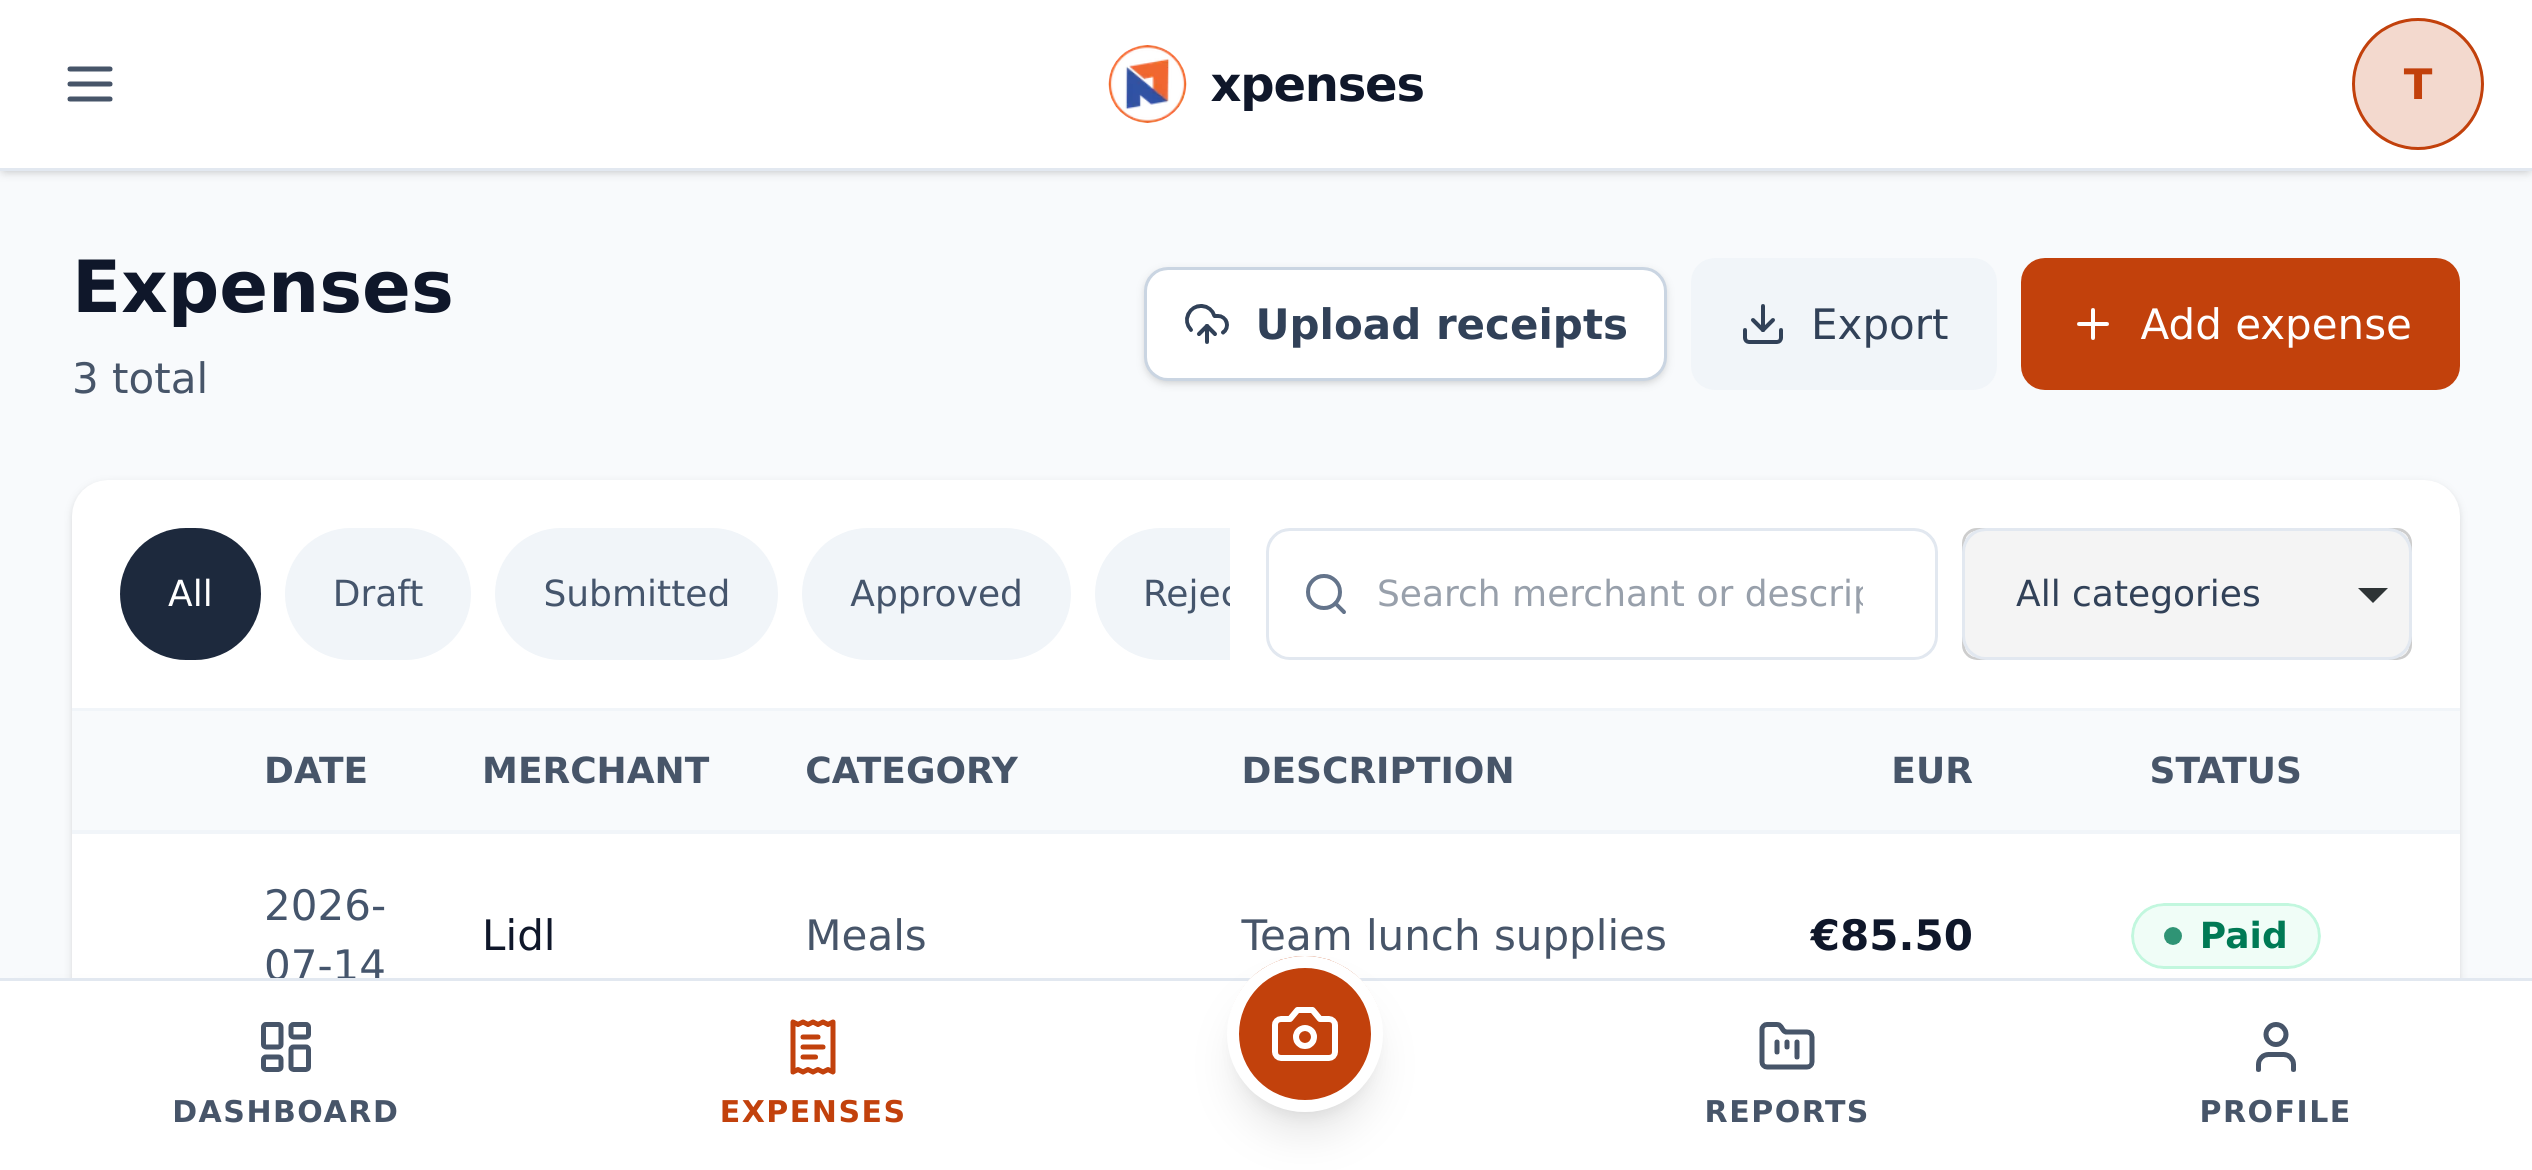 xpenses
T
Expenses
3 total
Upload receipts
Export
Add expense
All
Draft
Submitted
Approved
Rejec
Search merchant or descrip
All categories
DATE
MERCHANT
CATEGORY
DESCRIPTION
EUR
STATUS
2026-
07-14
Lidl
Meals
Team lunch supplies
€85.50
Paid
DASHBOARD
EXPENSES
REPORTS
PROFILE